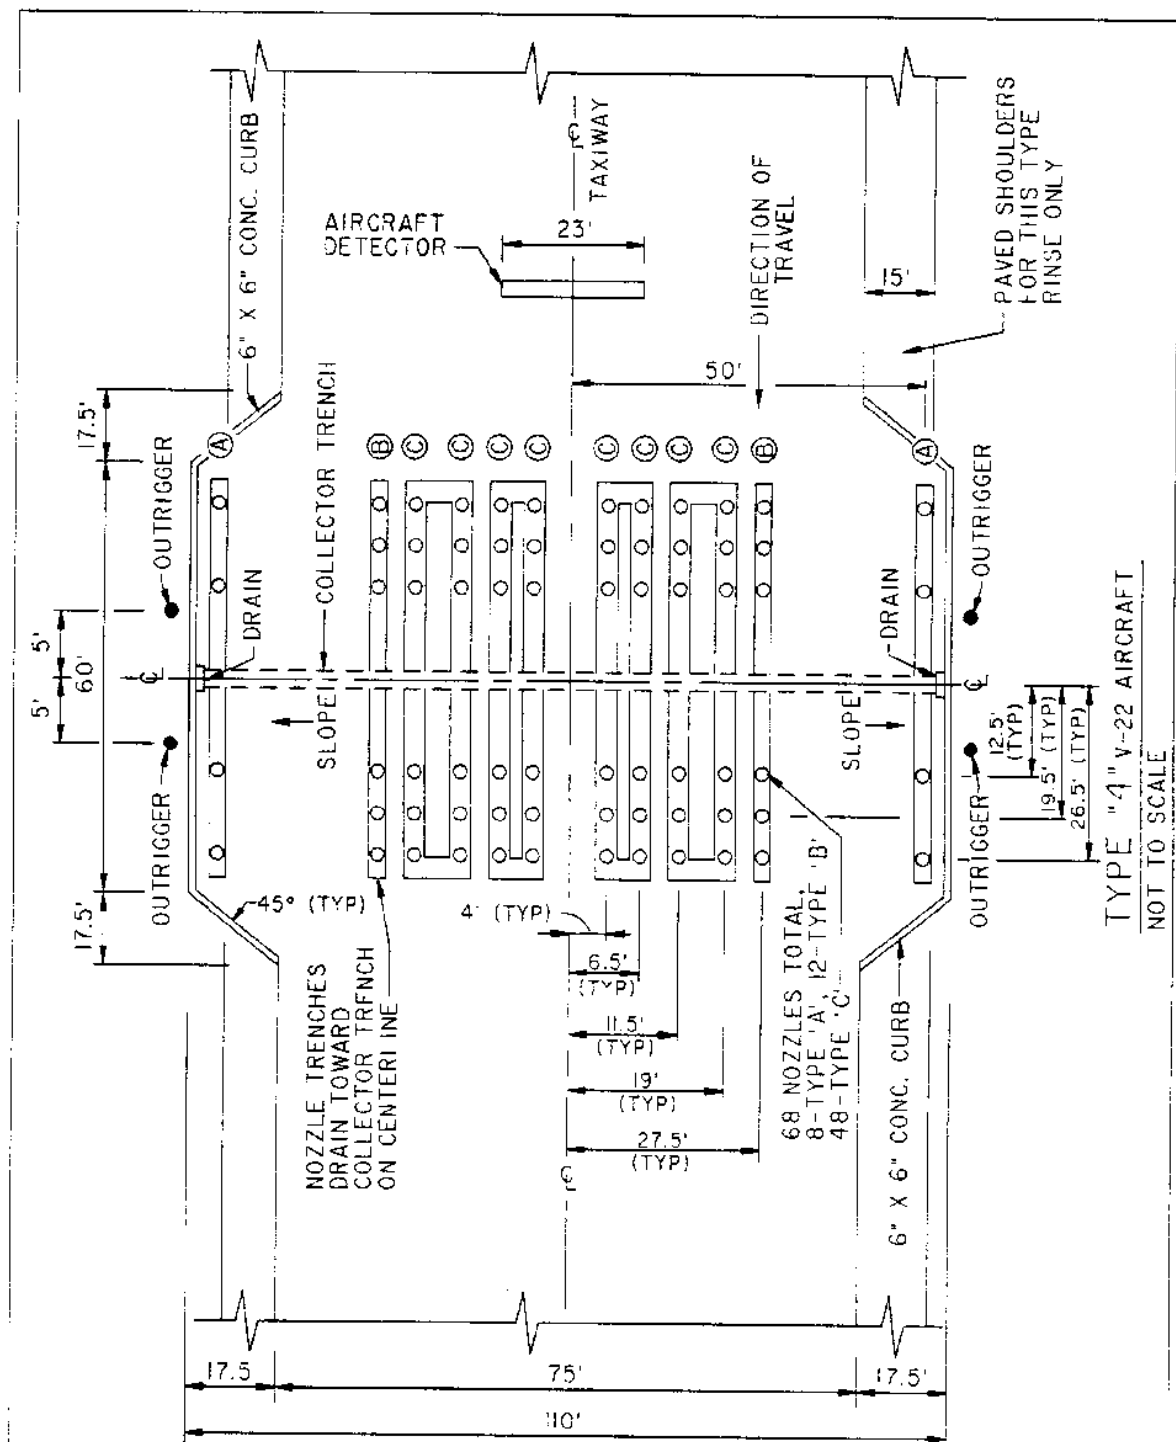 6" X 6" CONC. CURB
℄
TAXIWAY
AIRCRAFT
DETECTOR
23'
DIRECTION OF
TRAVEL
15'
PAVED SHOULDERS
FOR THIS TYPE
RINSE ONLY
50'
17.5'
A
B
C
C
C
C
C
C
C
C
B
A
OUTRIGGER
DRAIN
COLLECTOR TRENCH
OUTRIGGER
DRAIN
5'
60'
5'
℄
℄
SLOPE
SLOPE
OUTRIGGER
OUTRIGGER
12.5'
(TYP)
19.5' (TYP)
26.5' (TYP)
17.5'
45° (TYP)
4' (TYP)
6.5'
(TYP)
11.5'
(TYP)
19'
(TYP)
27.5'
(TYP)
℄
NOZZLE TRENCHES
DRAIN TOWARD
COLLECTOR TRENCH
ON CENTERLINE
68 NOZZLES TOTAL,
8-TYPE 'A', 12-TYPE 'B'
48-TYPE 'C'
6" X 6" CONC. CURB
17.5
75'
17.5'
110'
TYPE "4" V-22 AIRCRAFT
NOT TO SCALE